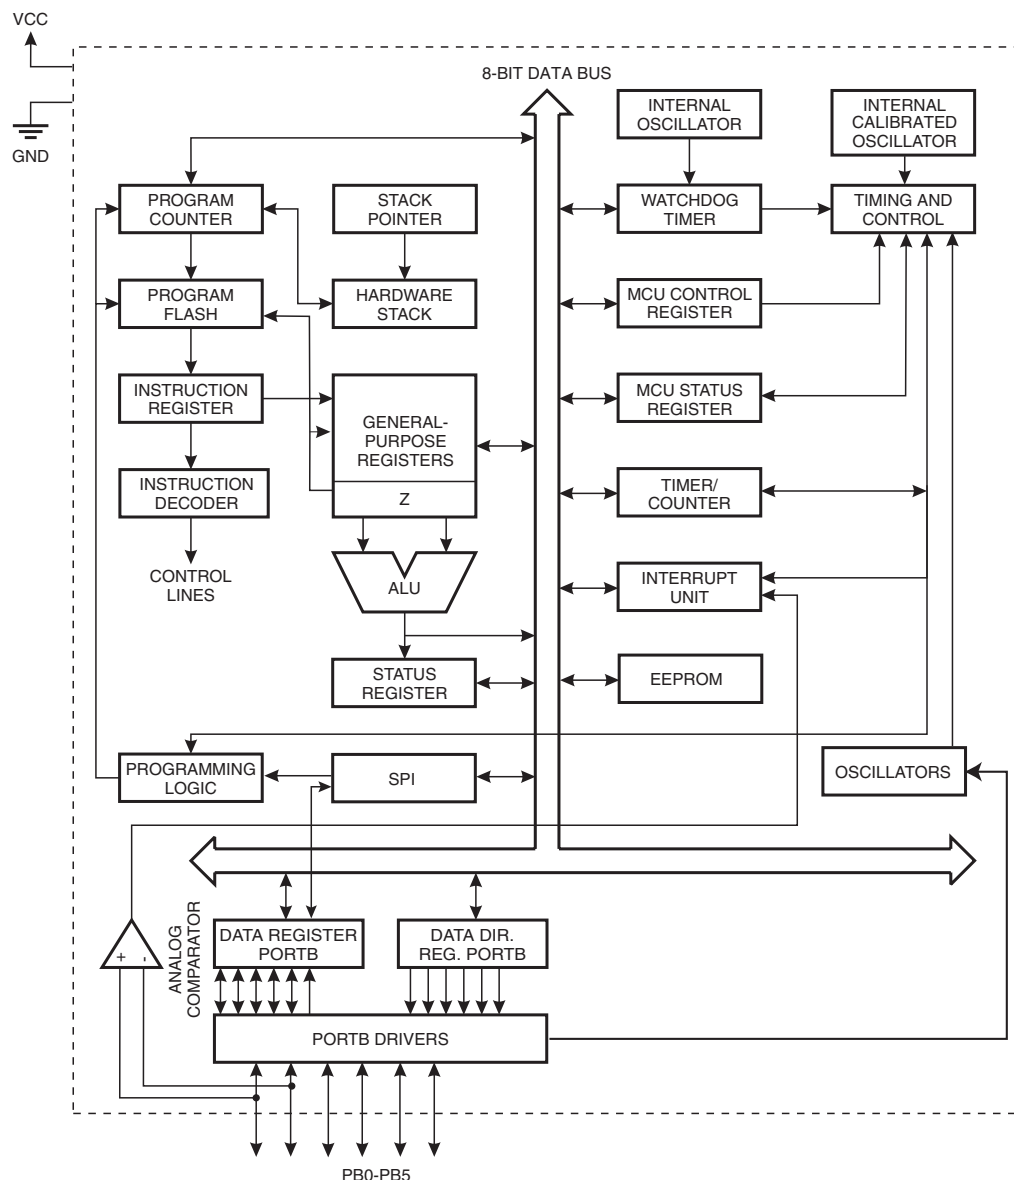 VCC
GND
8-BIT DATA BUS
INTERNAL
OSCILLATOR
INTERNAL
CALIBRATED
OSCILLATOR
PROGRAM
COUNTER
STACK
POINTER
WATCHDOG
TIMER
TIMING AND
CONTROL
PROGRAM
FLASH
HARDWARE
STACK
MCU CONTROL
REGISTER
INSTRUCTION
REGISTER
GENERAL-
PURPOSE
REGISTERS
Z
MCU STATUS
REGISTER
INSTRUCTION
DECODER
TIMER/
COUNTER
CONTROL
LINES
ALU
INTERRUPT
UNIT
STATUS
REGISTER
EEPROM
PROGRAMMING
LOGIC
SPI
OSCILLATORS
+
-
ANALOG
COMPARATOR
DATA REGISTER
PORTB
DATA DIR.
REG. PORTB
PORTB DRIVERS
PB0-PB5